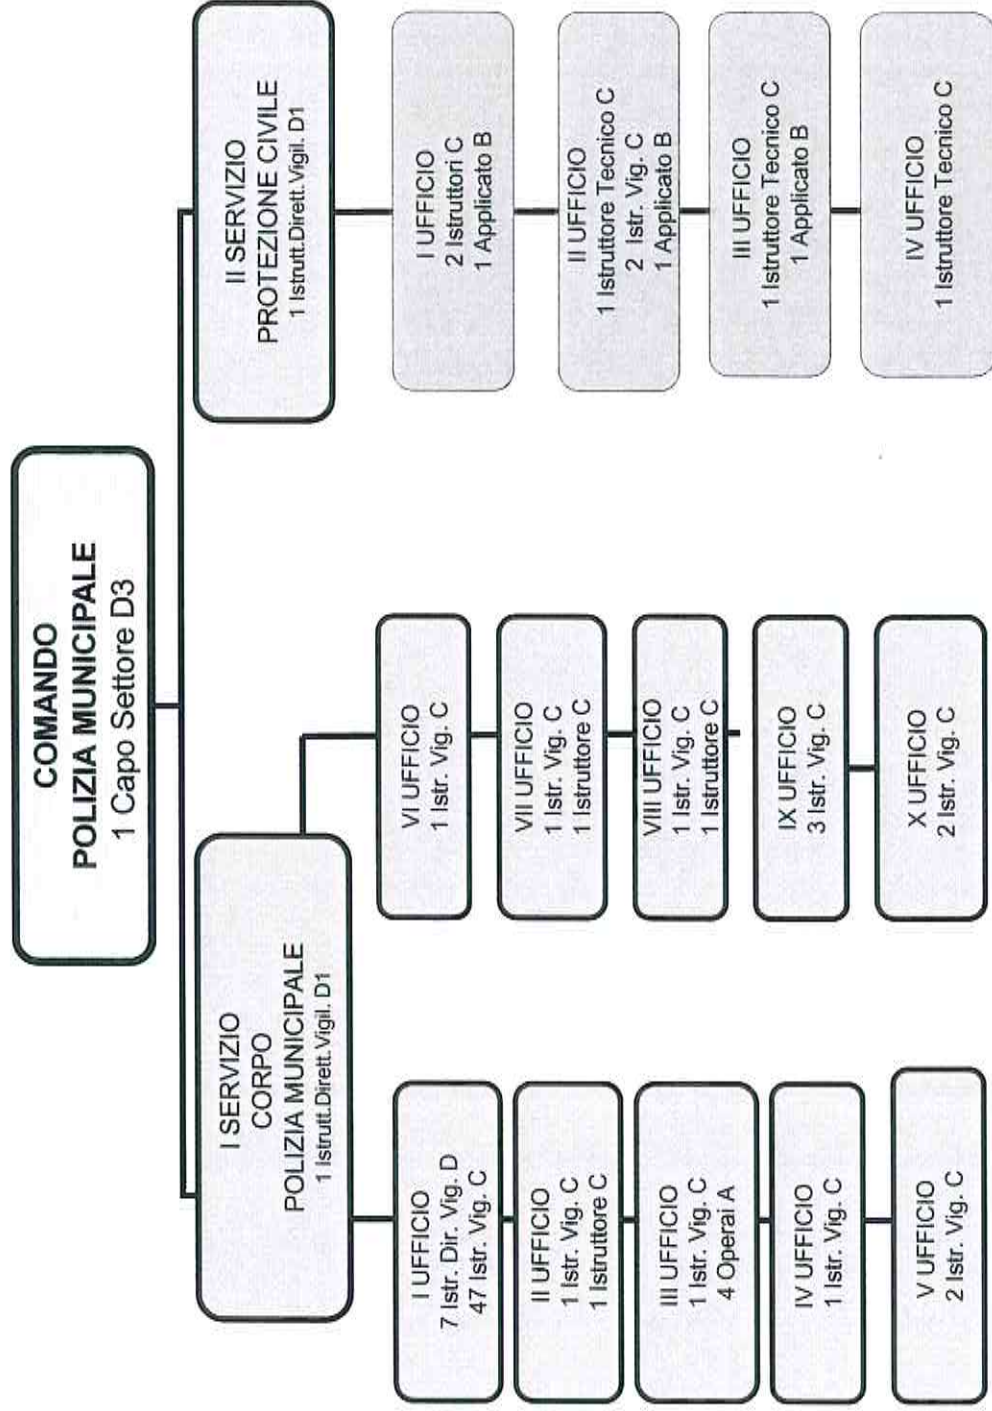 COMANDO
POLIZIA MUNICIPALE
1 Capo Settore D3
I SERVIZIO
CORPO
POLIZIA MUNICIPALE
1 Istrutt.Dirett.Vigil. D1
I UFFICIO
7 Istr. Dir. Vig. D
47 Istr. Vig. C
II UFFICIO
1 Istr. Vig. C
1 Istruttore C
III UFFICIO
1 Istr. Vig. C
4 Operai A
IV UFFICIO
1 Istr. Vig. C
V UFFICIO
2 Istr. Vig. C
VI UFFICIO
1 Istr. Vig. C
VII UFFICIO
1 Istr. Vig. C
1 Istruttore C
VIII UFFICIO
1 Istr. Vig. C
1 Istruttore C
IX UFFICIO
3 Istr. Vig. C
X UFFICIO
2 Istr. Vig. C
II SERVIZIO
PROTEZIONE CIVILE
1 Istrutt.Dirett.Vigil. D1
I UFFICIO
2 Istruttori C
1 Applicato B
II UFFICIO
1 Istruttore Tecnico C
2 Istr. Vig. C
1 Applicato B
III UFFICIO
1 Istruttore Tecnico C
1 Applicato B
IV UFFICIO
1 Istruttore Tecnico C